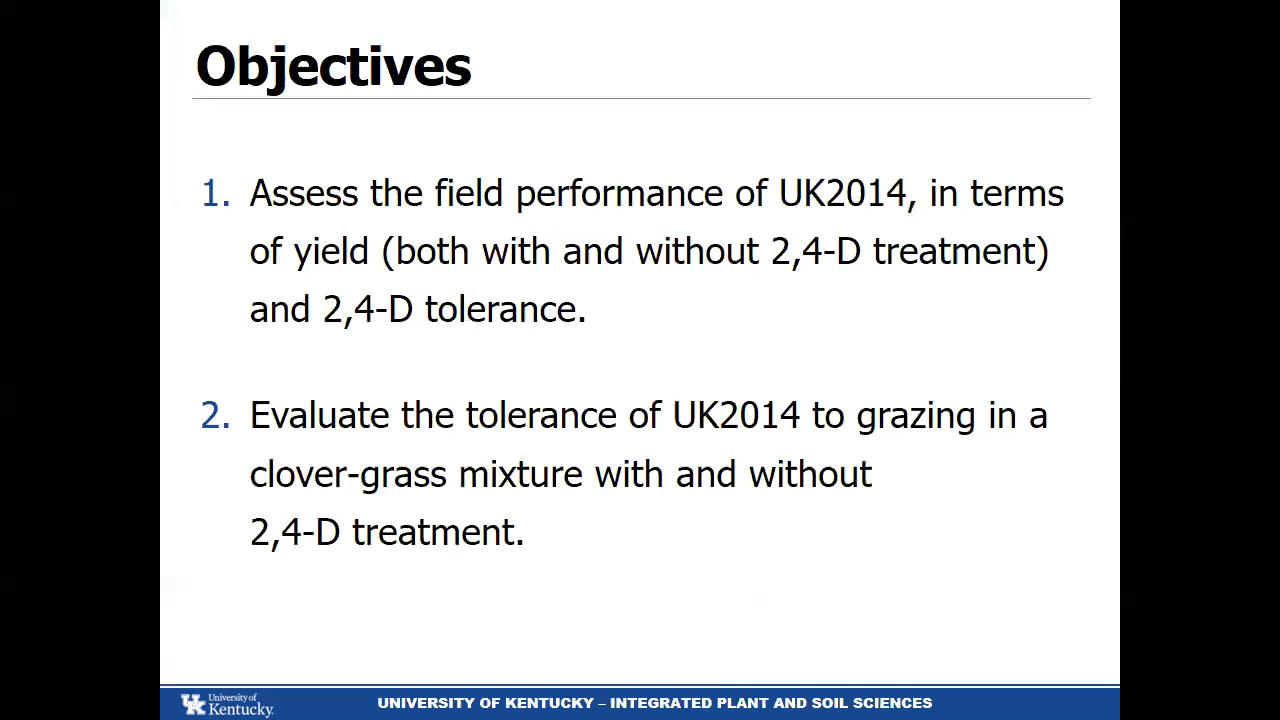 Objectives
1. Assess the field performance of UK2014, in terms
of yield (both with and without 2,4-D treatment)
and 2,4-D tolerance.
2. Evaluate the tolerance of UK2014 to grazing in a
clover-grass mixture with and without
2,4-D treatment.
University of
Kentucky
UNIVERSITY OF KENTUCKY – INTEGRATED PLANT AND SOIL SCIENCES